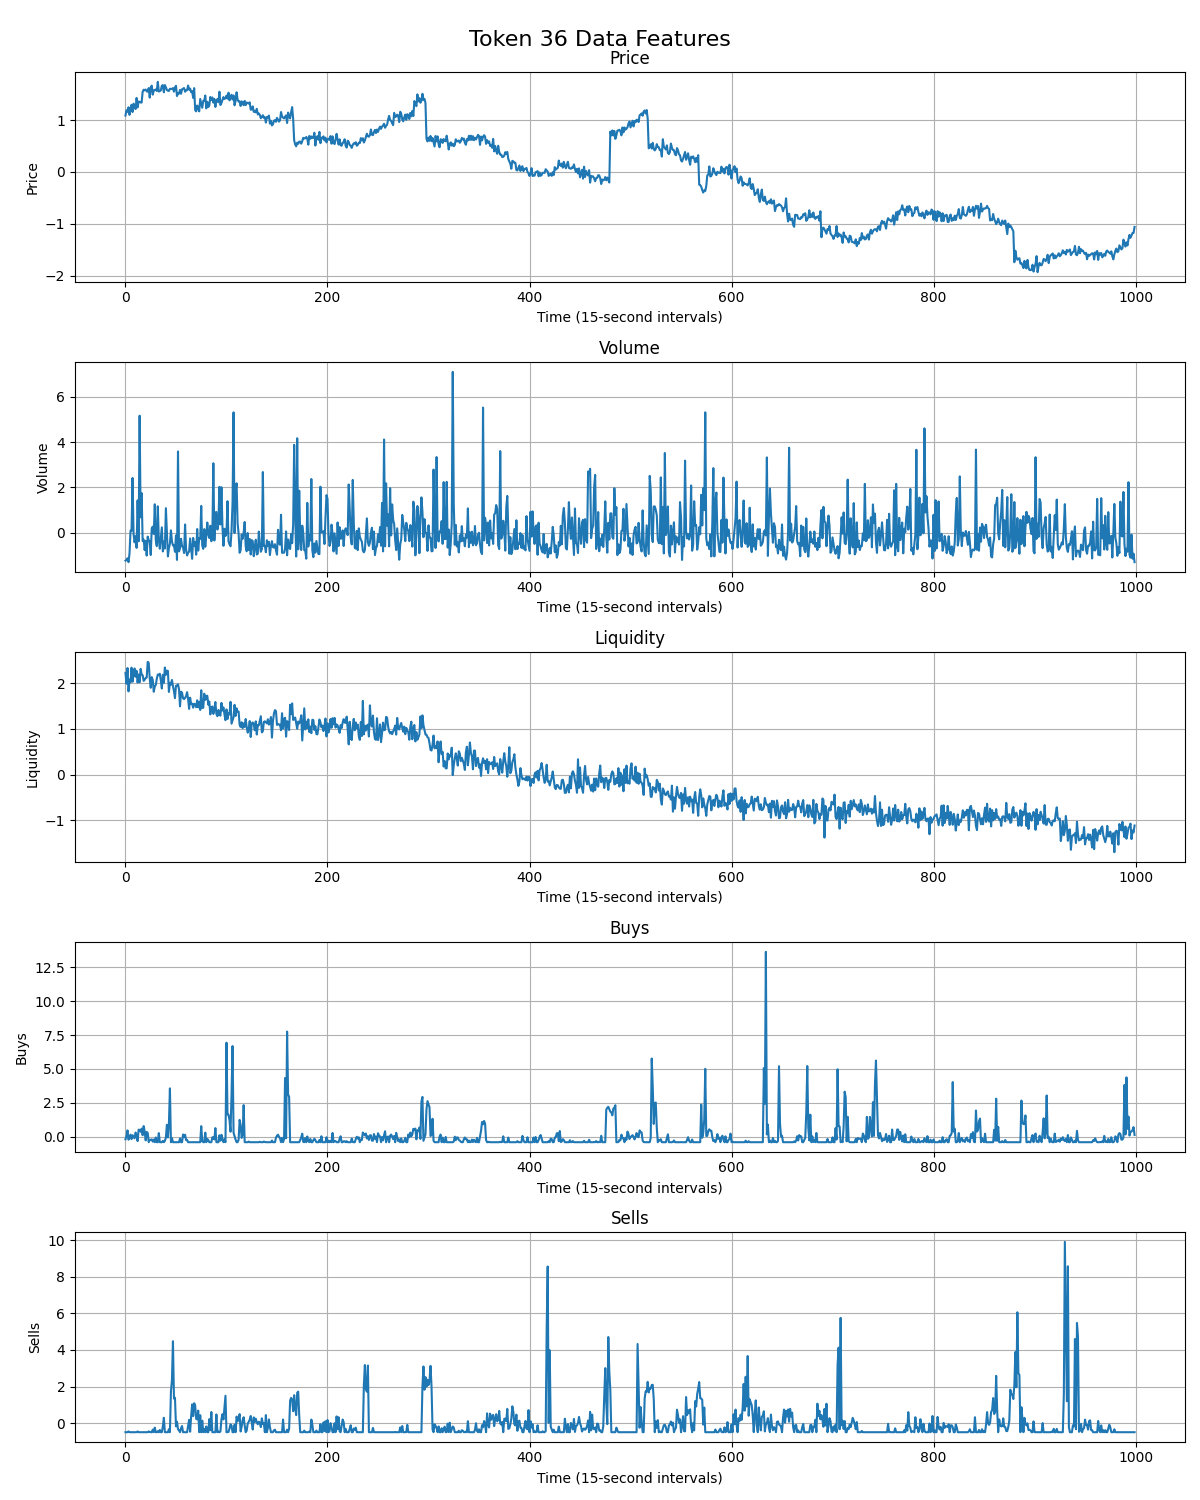 Token 36 Data Features
Price
Price
1
0
−1
−2
0 200 400 600 800 1000
Time (15-second intervals)
Volume
Volume
6
4
2
0
0 200 400 600 800 1000
Time (15-second intervals)
Liquidity
Liquidity
2
1
0
−1
0 200 400 600 800 1000
Time (15-second intervals)
Buys
Buys
12.5
10.0
7.5
5.0
2.5
0.0
0 200 400 600 800 1000
Time (15-second intervals)
Sells
Sells
10
8
6
4
2
0
0 200 400 600 800 1000
Time (15-second intervals)